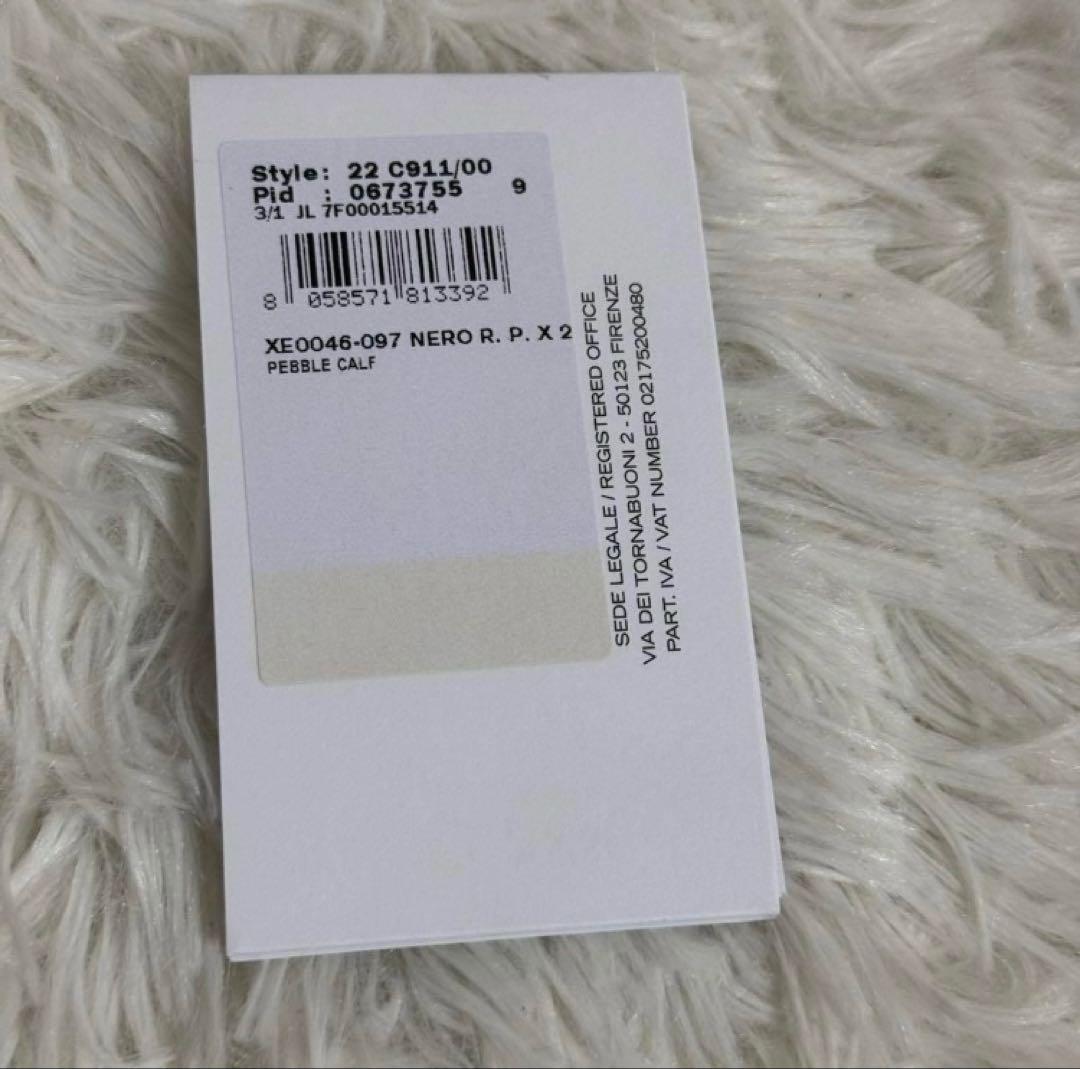 Style: 22 C911/00
Pid : 0673755 9
3/1 JL 7F00015514
8 058571 813392
XE0046-097 NERO R. P. X 2
PEBBLE CALF
SEDE LEGALE / REGISTERED OFFICE
VIA DEI TORNABUONI 2 - 50123 FIRENZE
PART. IVA / VAT NUMBER 02175200480